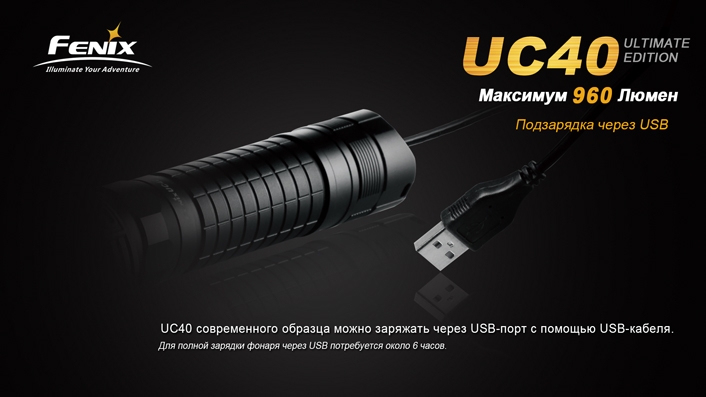 FENIX
Illuminate Your Adventure
UC40 ULTIMATE EDITION
Максимум 960 Люмен
Подзарядка через USB
UC40 современного образца можно заряжать через USB-порт с помощью USB-кабеля.
Для полной зарядки фонаря через USB потребуется около 6 часов.